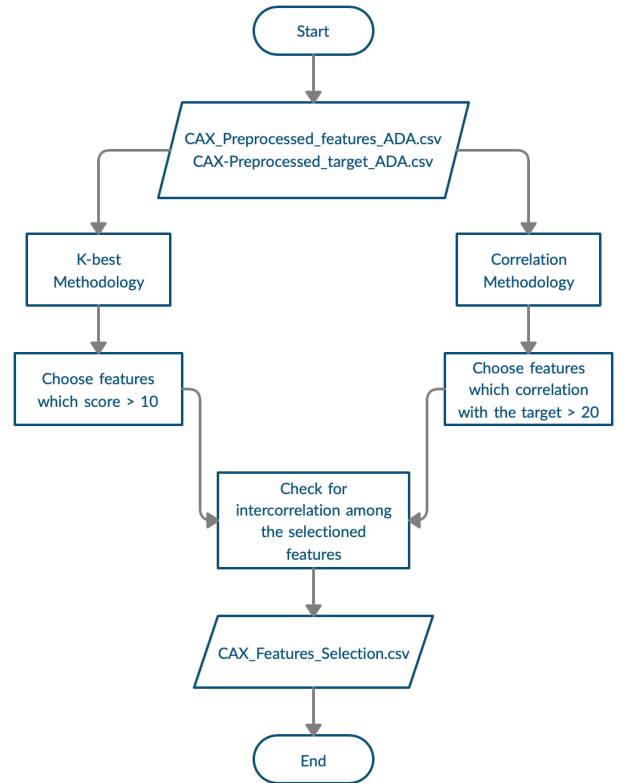 Start
CAX_Preprocessed_features_ADA.csv
CAX-Preprocessed_target_ADA.csv
K-best
Methodology
Correlation
Methodology
Choose features
which score > 10
Choose features
which correlation
with the target > 20
Check for
intercorrelation among
the selectioned
features
CAX_Features_Selection.csv
End